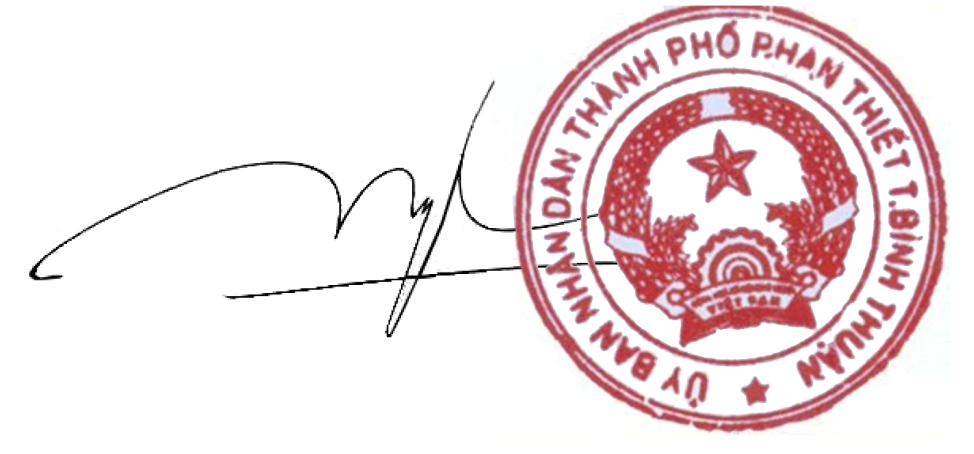 ỦY BAN NHÂN DÂN THÀNH PHỐ PHAN THIẾT T.BÌNH THUẬN
VIỆT NAM